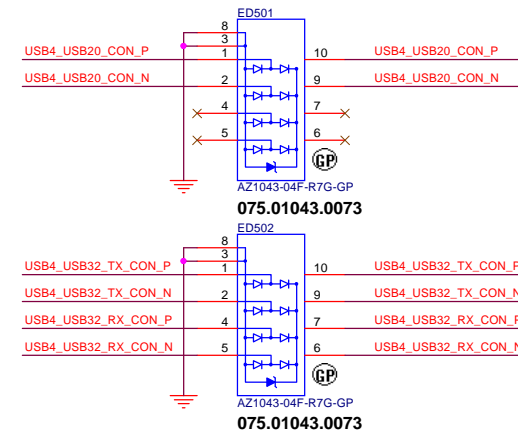 ED501
8
3
USB4_USB20_CON_P 1 10 USB4_USB20_CON_P
USB4_USB20_CON_N 2 9 USB4_USB20_CON_N
4 7
5 6
GP
AZ1043-04F-R7G-GP
075.01043.0073
ED502
8
3
USB4_USB32_TX_CON_P 1 10 USB4_USB32_TX_CON_P
USB4_USB32_TX_CON_N 2 9 USB4_USB32_TX_CON_N
USB4_USB32_RX_CON_P 4 7 USB4_USB32_RX_CON_P
USB4_USB32_RX_CON_N 5 6 USB4_USB32_RX_CON_N
GP
AZ1043-04F-R7G-GP
075.01043.0073